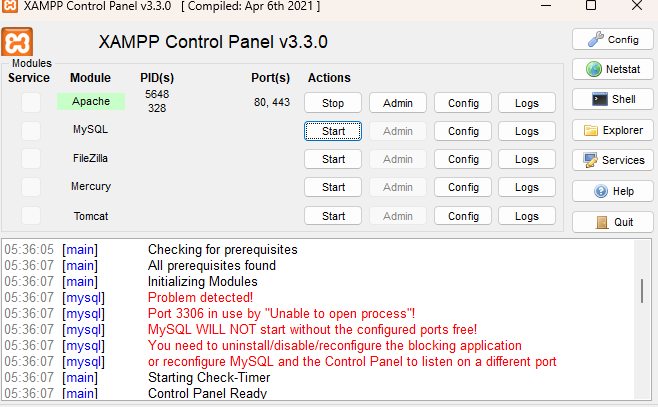 XAMPP Control Panel v3.3.0 [ Compiled: Apr 6th 2021 ]
XAMPP Control Panel v3.3.0
Config
Modules
Service Module PID(s) Port(s) Actions
Netstat
Apache 5648 80, 443 Stop Admin Config Logs
328
Shell
MySQL Start Admin Config Logs
Explorer
FileZilla Start Admin Config Logs
Services
Mercury Start Admin Config Logs
Help
Tomcat Start Admin Config Logs
Quit
05:36:05 [main] Checking for prerequisites
05:36:07 [main] All prerequisites found
05:36:07 [main] Initializing Modules
05:36:07 [mysql] Problem detected!
05:36:07 [mysql] Port 3306 in use by "Unable to open process"!
05:36:07 [mysql] MySQL WILL NOT start without the configured ports free!
05:36:07 [mysql] You need to uninstall/disable/reconfigure the blocking application
05:36:07 [mysql] or reconfigure MySQL and the Control Panel to listen on a different port
05:36:07 [main] Starting Check-Timer
05:36:07 [main] Control Panel Ready